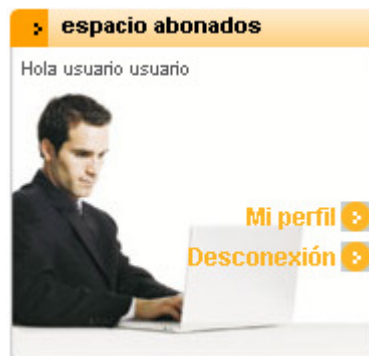 espacio abonados
Hola usuario usuario
Mi perfil
Desconexión